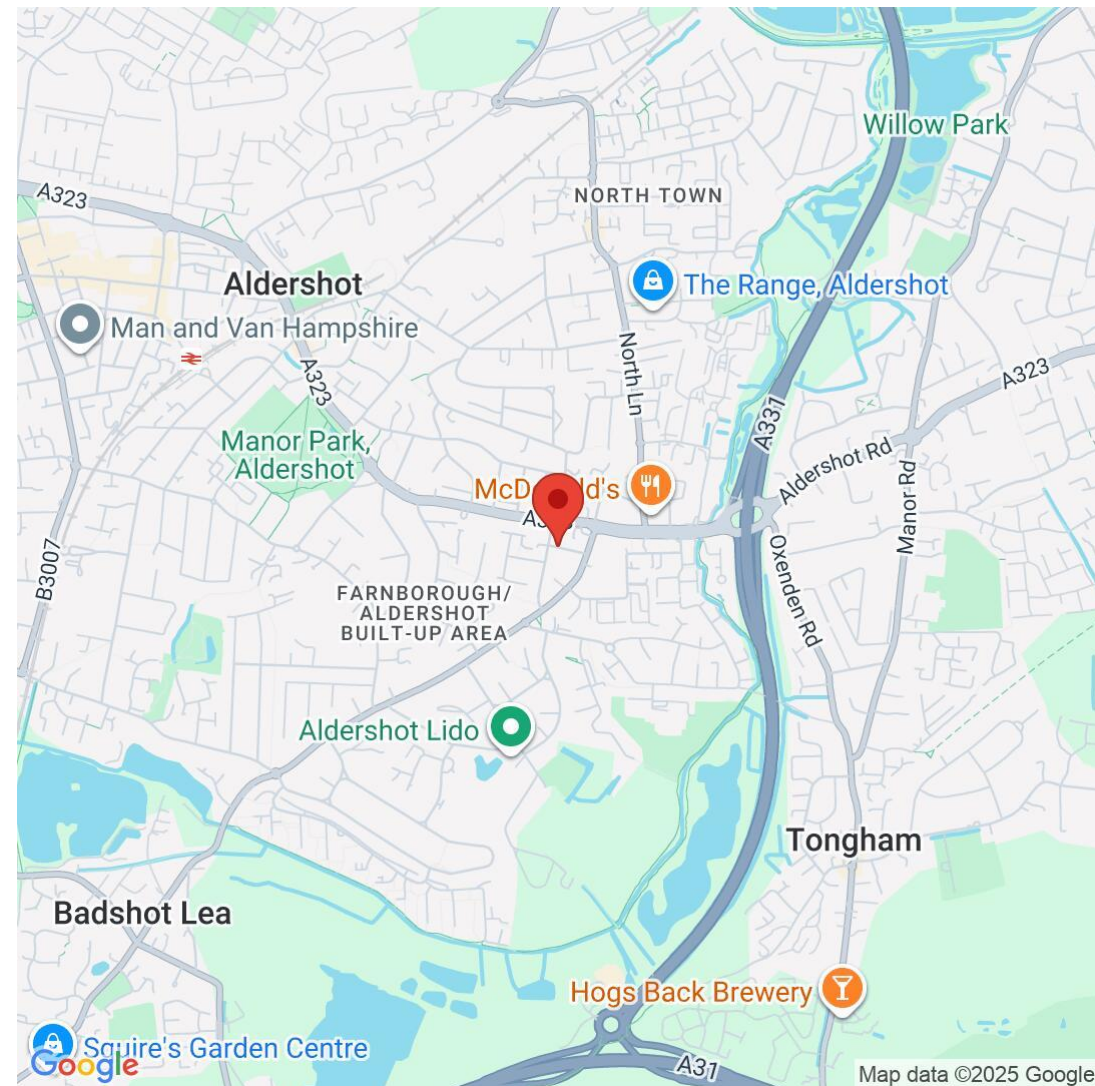 Willow Park
A323
NORTH TOWN
Aldershot
The Range, Aldershot
Man and Van Hampshire
North Ln
A323
A323
A331
Manor Park,
Aldershot
Aldershot Rd
Manor Rd
McD
ld's
B3007
Oxenden Rd
FARNBOROUGH/
ALDERSHOT
BUILT-UP AREA
Aldershot Lido
Tongham
Badshot Lea
Hogs Back Brewery
Squire's Garden Centre
Google
A31
Map data ©2025 Google